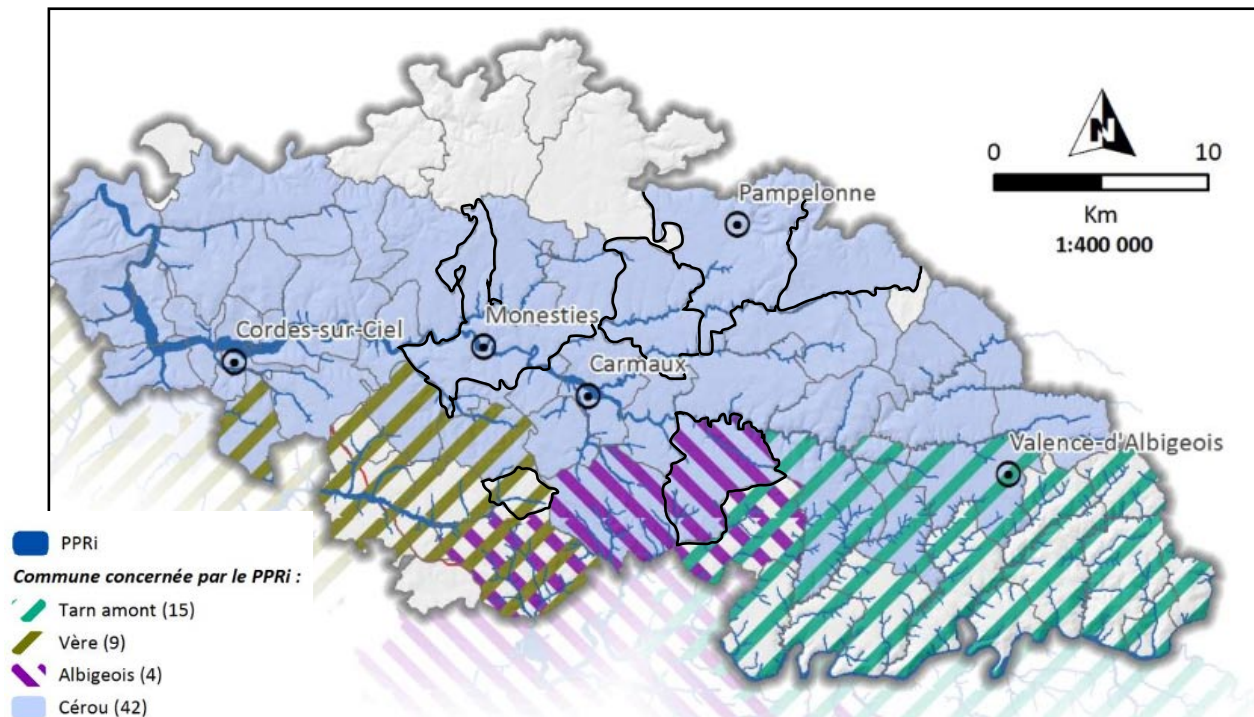 N
0 10
Km
1:400 000
Pampelonne
Monesties
Cordes-sur-Ciel
Carmaux
Valence-d'Albigeois
PPRi
Commune concernée par le PPRi :
Tarn amont (15)
Vère (9)
Albigeois (4)
Cérou (42)